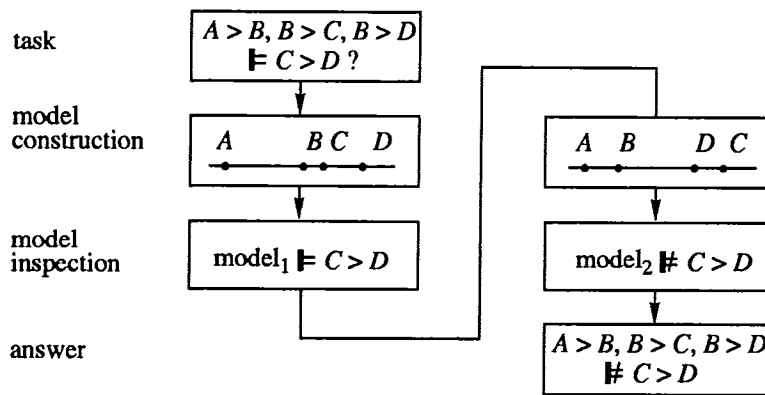 task
A > B, B > C, B > D
⊨ C > D ?
model
construction
A B C D
A B D C
model
inspection
model₁ ⊨ C > D
model₂ ⊭ C > D
answer
A > B, B > C, B > D
⊭ C > D